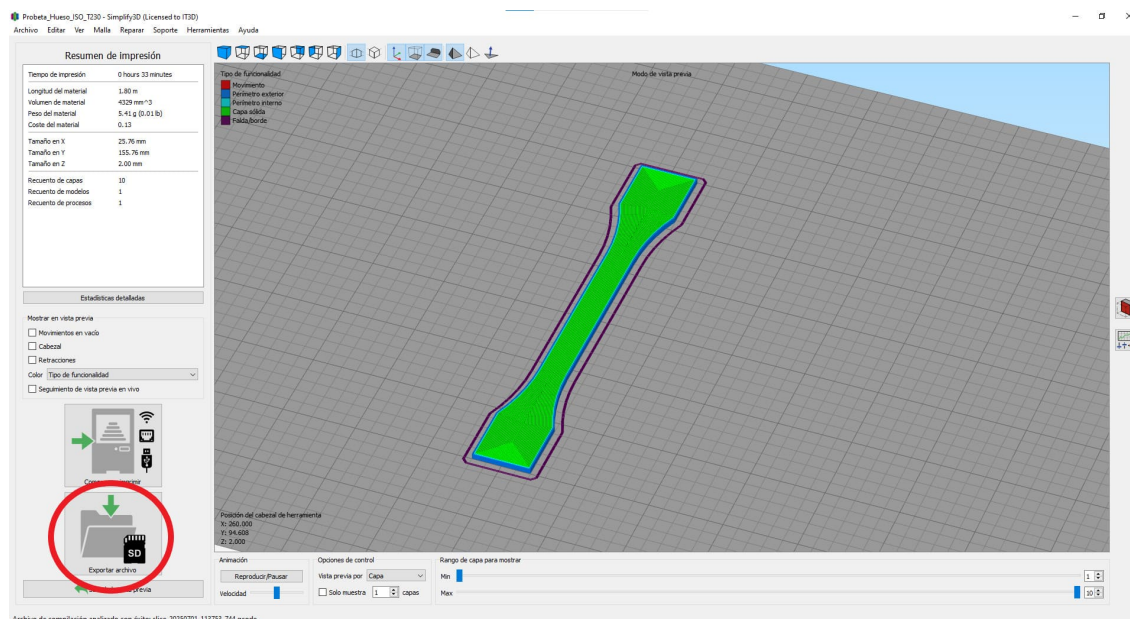 Probeta_Hueso_ISO_T230 - Simplify3D (Licensed to IT3D)
Archivo Editar Ver Malla Reparar Soporte Herramientas Ayuda
Resumen de impresión
Tiempo de impresión 0 hours 33 minutes
Longitud del material 1.80 m
Volumen de material 4329 mm^3
Peso del material 5.41 g (0.01 lb)
Coste del material 0.13
Tamaño en X 25.76 mm
Tamaño en Y 155.76 mm
Tamaño en Z 2.00 mm
Recuento de capas 10
Recuento de modelos 1
Recuento de procesos 1
Estadísticas detalladas
Mostrar en vista previa
Movimientos en vacío
Cabezal
Retracciones
Color Tipo de funcionalidad
Seguimiento de vista previa en vivo
imprimir
SD
Exportar archivo
previa
Tipo de funcionalidad
Movimiento
Perímetro exterior
Perímetro interno
Capa sólida
Falda/borde
Modo de vista previa
Posición del cabezal de herramienta
X: 260.000
Y: 94.608
Z: 2.000
Animación
Reproducir/Pausar
Velocidad
Opciones de control
Vista previa por Capa
Solo muestra 1 capas
Rango de capa para mostrar
Min 1
Max 10